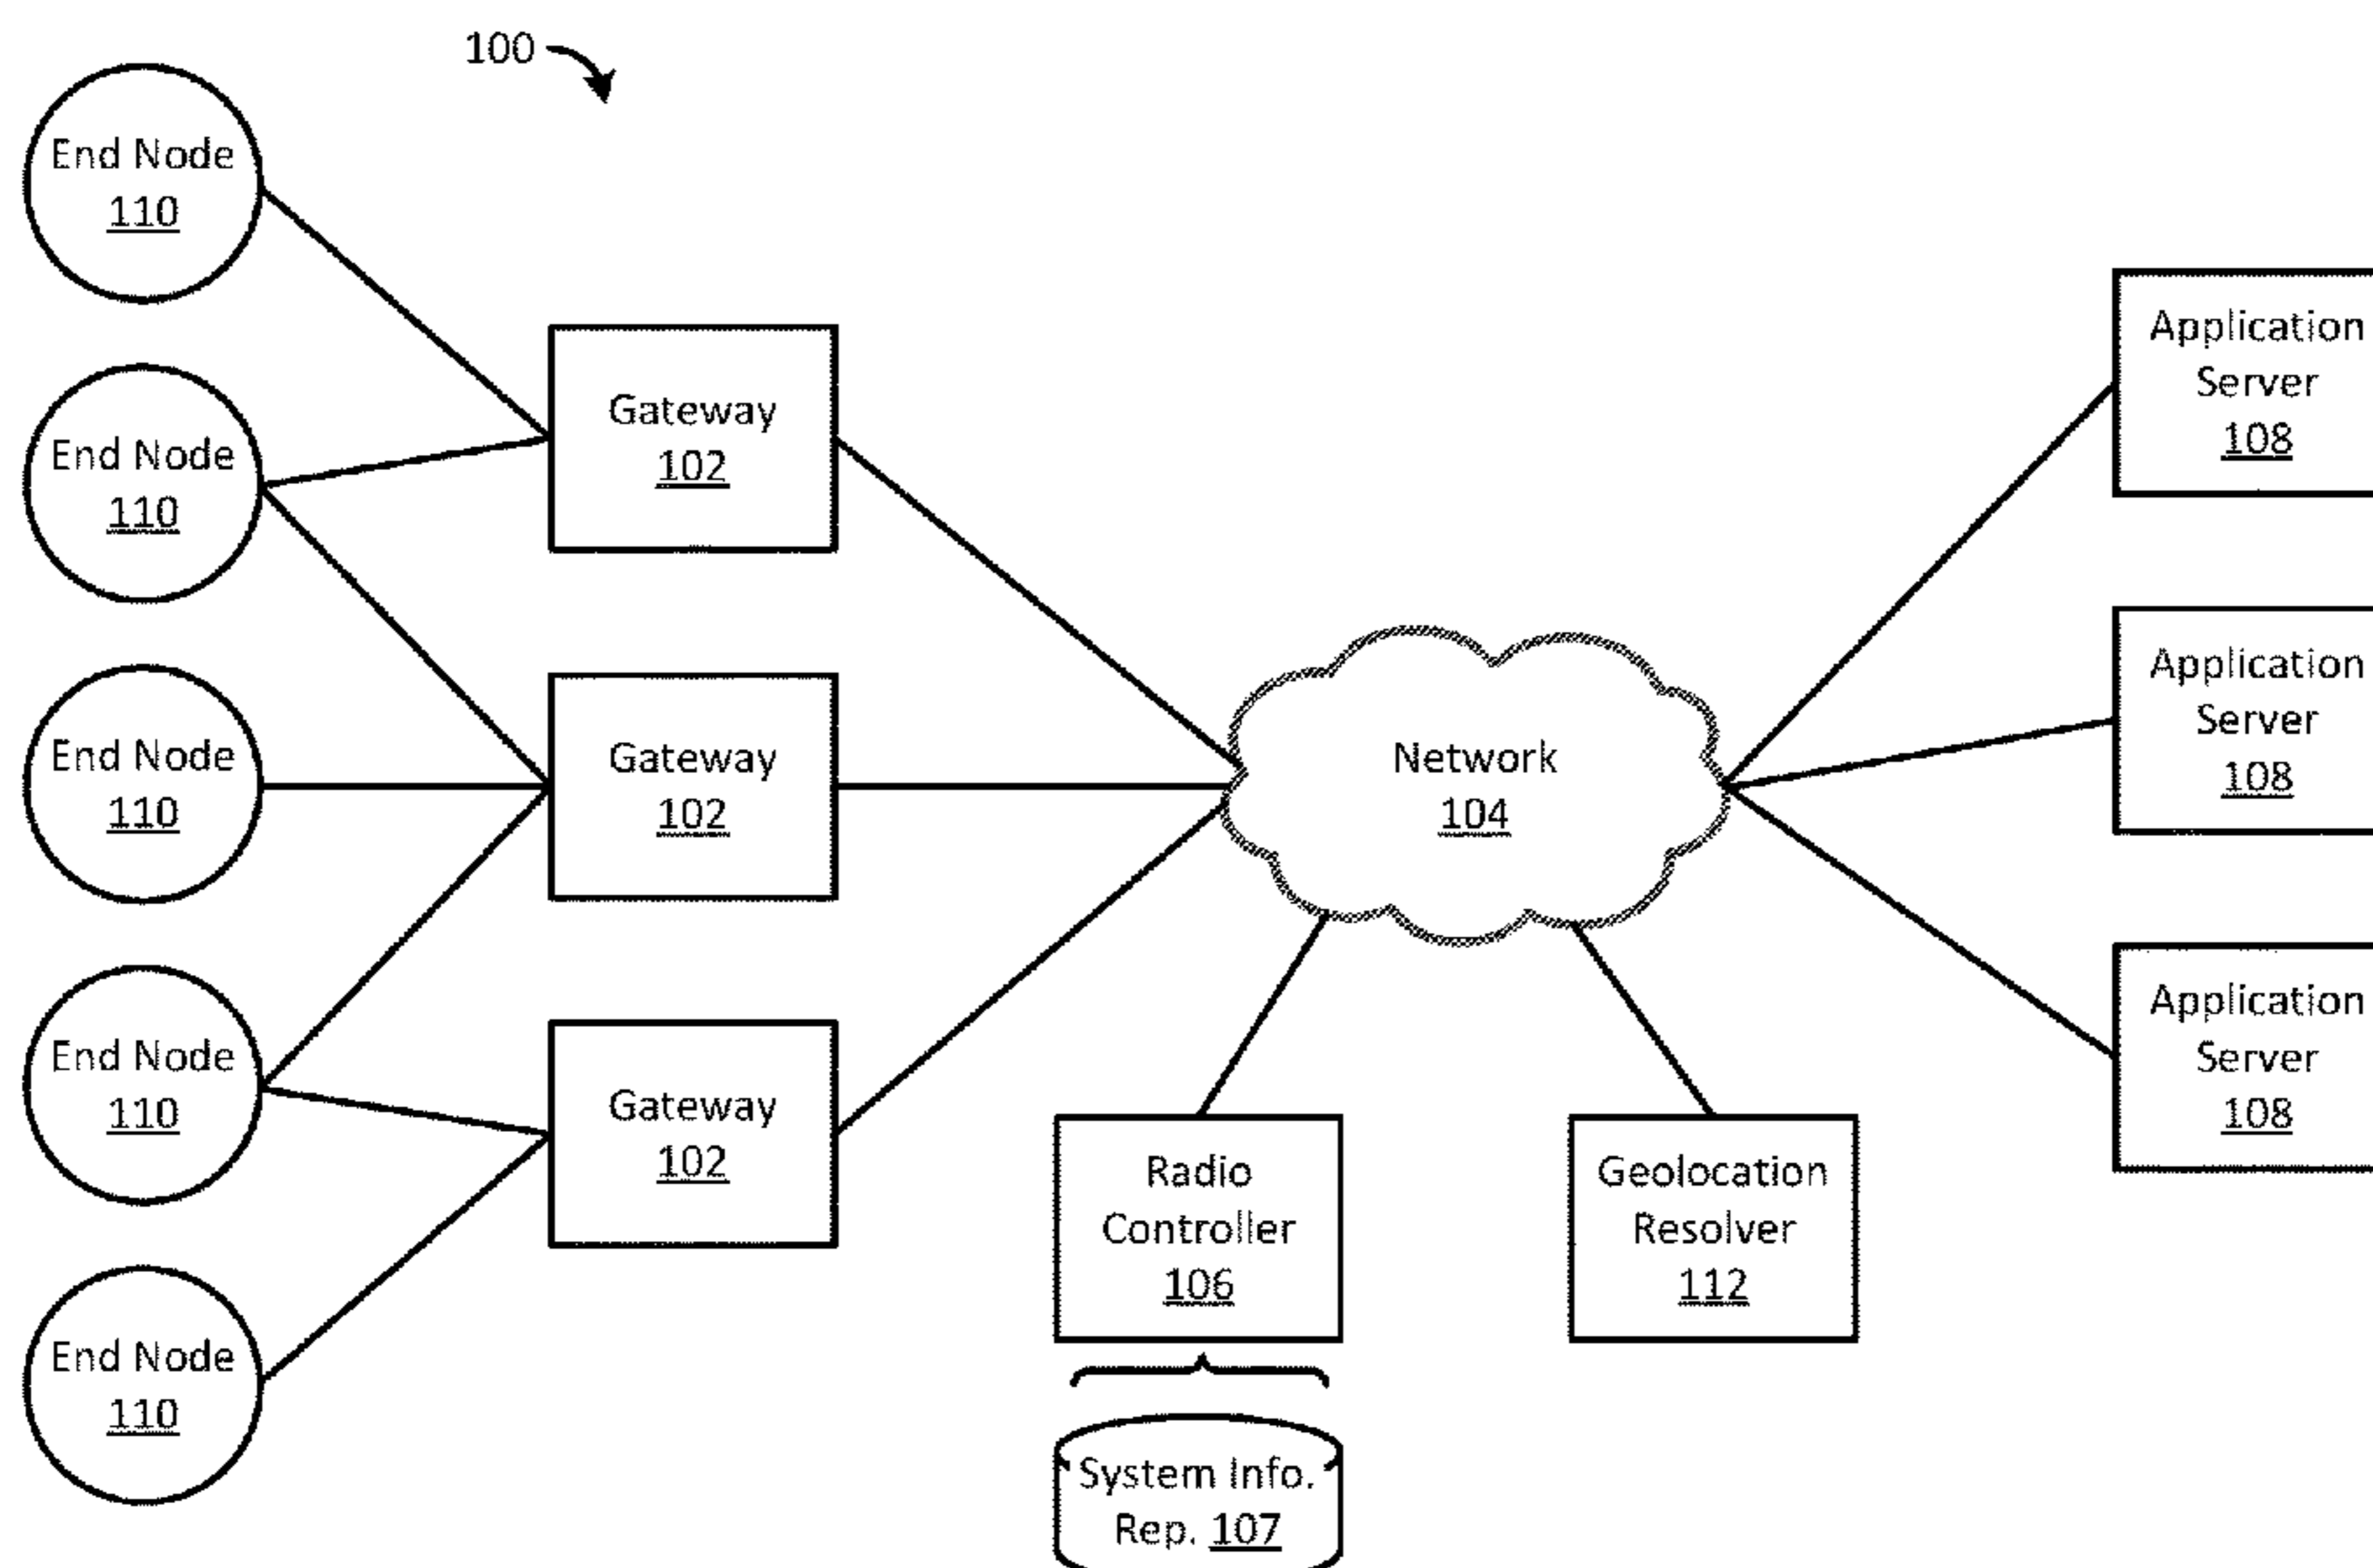 100
End Node
110
End Node
110
End Node
110
End Node
110
End Node
110
Gateway
102
Gateway
102
Gateway
102
Network
104
Radio
Controller
106
System Info.
Rep. 107
Geolocation
Resolver
112
Application
Server
108
Application
Server
108
Application
Server
108